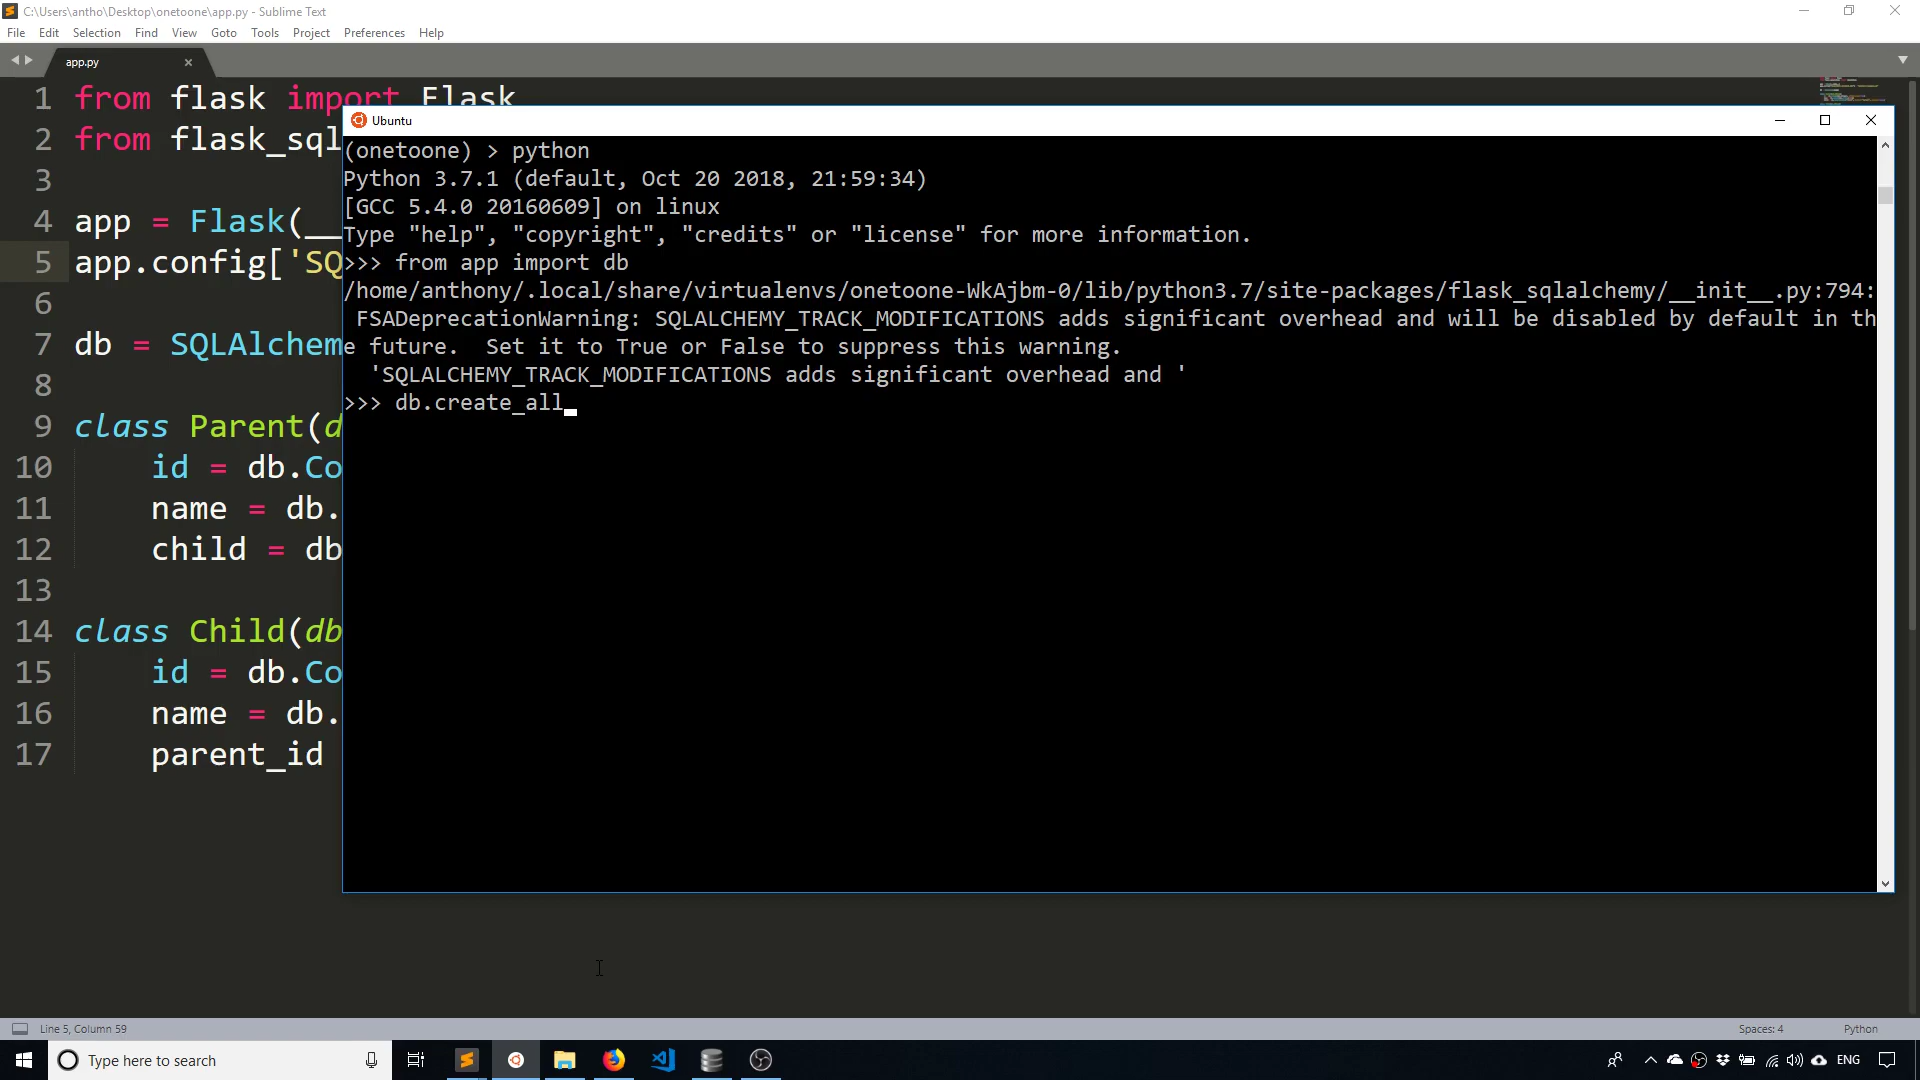 C:\Users\antho\Desktop\onetoone\app.py - Sublime Text
File Edit Selection Find View Goto Tools Project Preferences Help
app.py
1 from flask import Flask
2 from flask_sql
3
4 app = Flask(__
5 app.config['SQ
6
7 db = SQLAlchem
8
9 class Parent(d
10 id = db.Co
11 name = db.
12 child = db
13
14 class Child(db
15 id = db.Co
16 name = db.
17 parent_id
Ubuntu
(onetoone) > python
Python 3.7.1 (default, Oct 20 2018, 21:59:34)
[GCC 5.4.0 20160609] on linux
Type "help", "copyright", "credits" or "license" for more information.
>>> from app import db
/home/anthony/.local/share/virtualenvs/onetoone-WkAjbm-0/lib/python3.7/site-packages/flask_sqlalchemy/__init__.py:794:
FSADeprecationWarning: SQLALCHEMY_TRACK_MODIFICATIONS adds significant overhead and will be disabled by default in th
e future.  Set it to True or False to suppress this warning.
'SQLALCHEMY_TRACK_MODIFICATIONS adds significant overhead and '
>>> db.create_all
Line 5, Column 59
Spaces: 4
Python
Type here to search
ENG